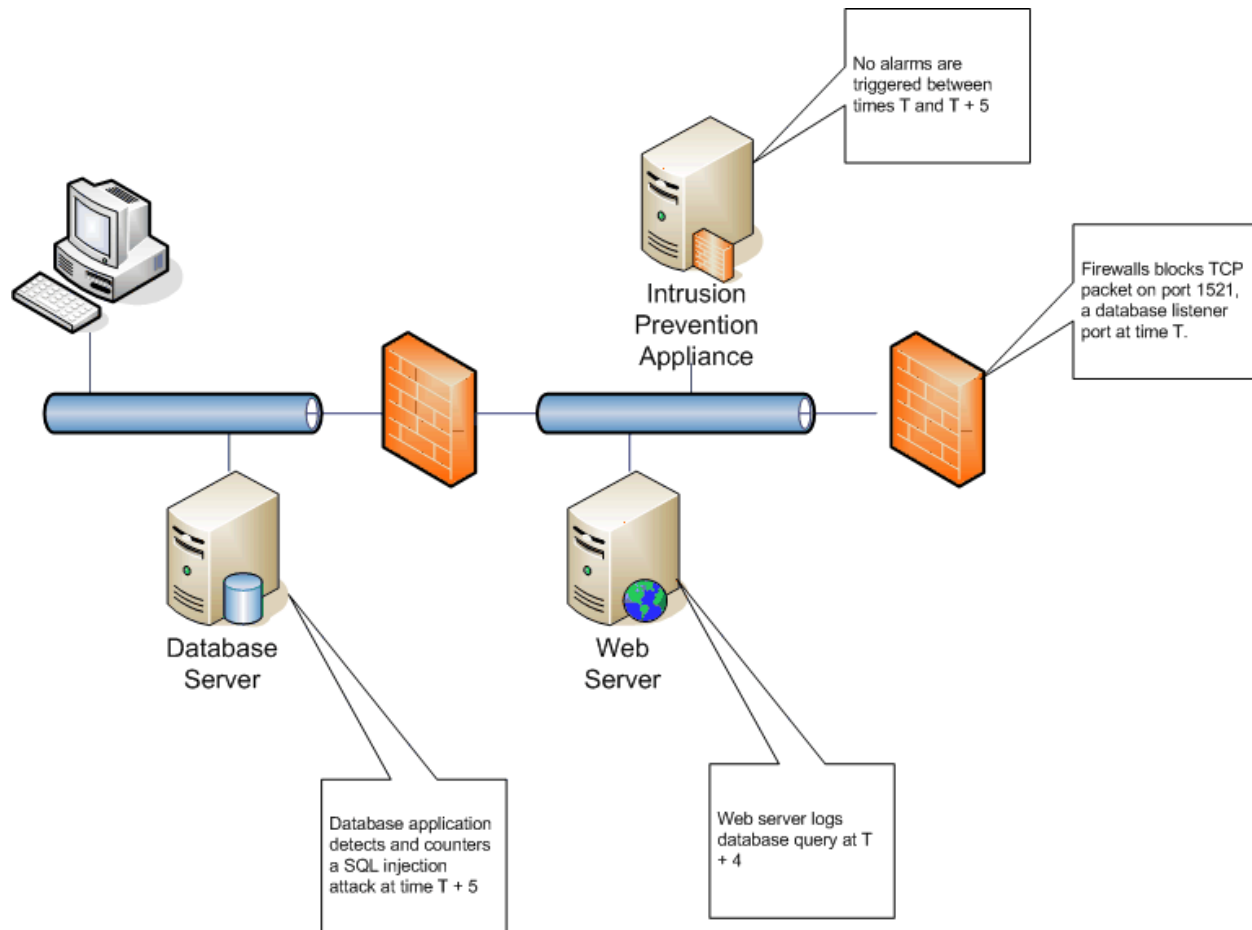 No alarms are
triggered between
times T and T + 5
Firewalls blocks TCP
packet on port 1521,
a database listener
port at time T.
Intrusion
Prevention
Appliance
Database
Server
Web
Server
Database application
detects and counters
a SQL injection
attack at time T + 5
Web server logs
database query at T
+ 4